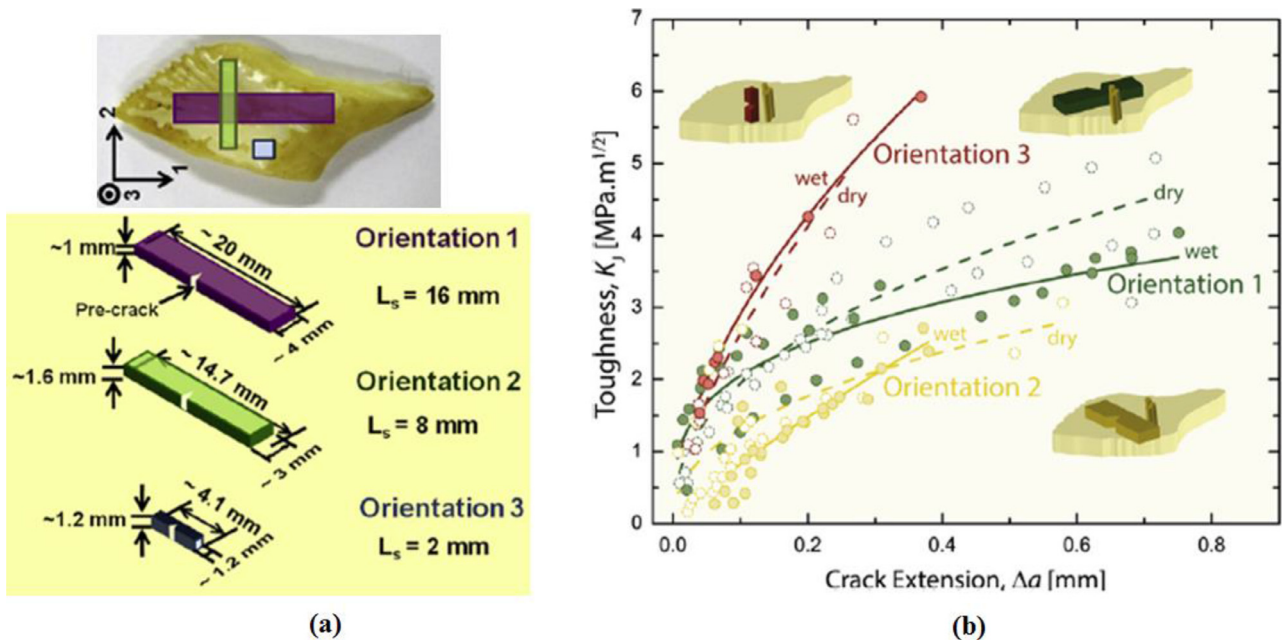 2
1
3
~1 mm
~ 20 mm
Pre-crack
~ 4 mm
Orientation 1
Lₛ = 16 mm
~1.6 mm
~ 14.7 mm
~ 3 mm
Orientation 2
Lₛ = 8 mm
~1.2 mm
~ 4.1 mm
~ 1.2 mm
Orientation 3
Lₛ = 2 mm
(a)
Toughness, K_J [MPa.m^1/2]
7
6
5
4
3
2
1
0
Orientation 3
wet
dry
dry
wet
Orientation 1
wet
dry
Orientation 2
0.0 0.2 0.4 0.6 0.8
Crack Extension, Δa [mm]
(b)